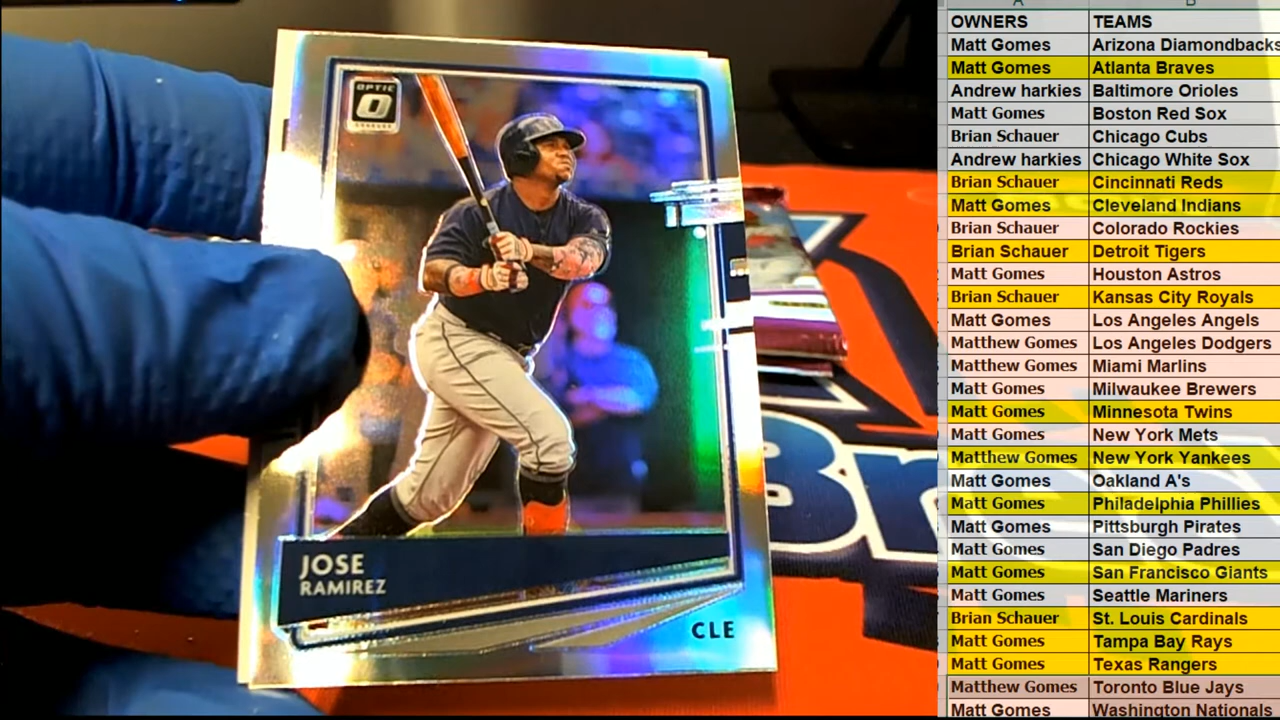 OPTIC
JOSE
RAMIREZ
CLE
A B
OWNERS TEAMS
Matt Gomes Arizona Diamondbacks
Matt Gomes Atlanta Braves
Andrew harkies Baltimore Orioles
Matt Gomes Boston Red Sox
Brian Schauer Chicago Cubs
Andrew harkies Chicago White Sox
Brian Schauer Cincinnati Reds
Matt Gomes Cleveland Indians
Brian Schauer Colorado Rockies
Brian Schauer Detroit Tigers
Matt Gomes Houston Astros
Brian Schauer Kansas City Royals
Matt Gomes Los Angeles Angels
Matthew Gomes Los Angeles Dodgers
Matthew Gomes Miami Marlins
Matt Gomes Milwaukee Brewers
Matt Gomes Minnesota Twins
Matt Gomes New York Mets
Matthew Gomes New York Yankees
Matt Gomes Oakland A's
Matt Gomes Philadelphia Phillies
Matt Gomes Pittsburgh Pirates
Matt Gomes San Diego Padres
Matt Gomes San Francisco Giants
Matt Gomes Seattle Mariners
Brian Schauer St. Louis Cardinals
Matt Gomes Tampa Bay Rays
Matt Gomes Texas Rangers
Matthew Gomes Toronto Blue Jays
Matt Gomes Washington Nationals